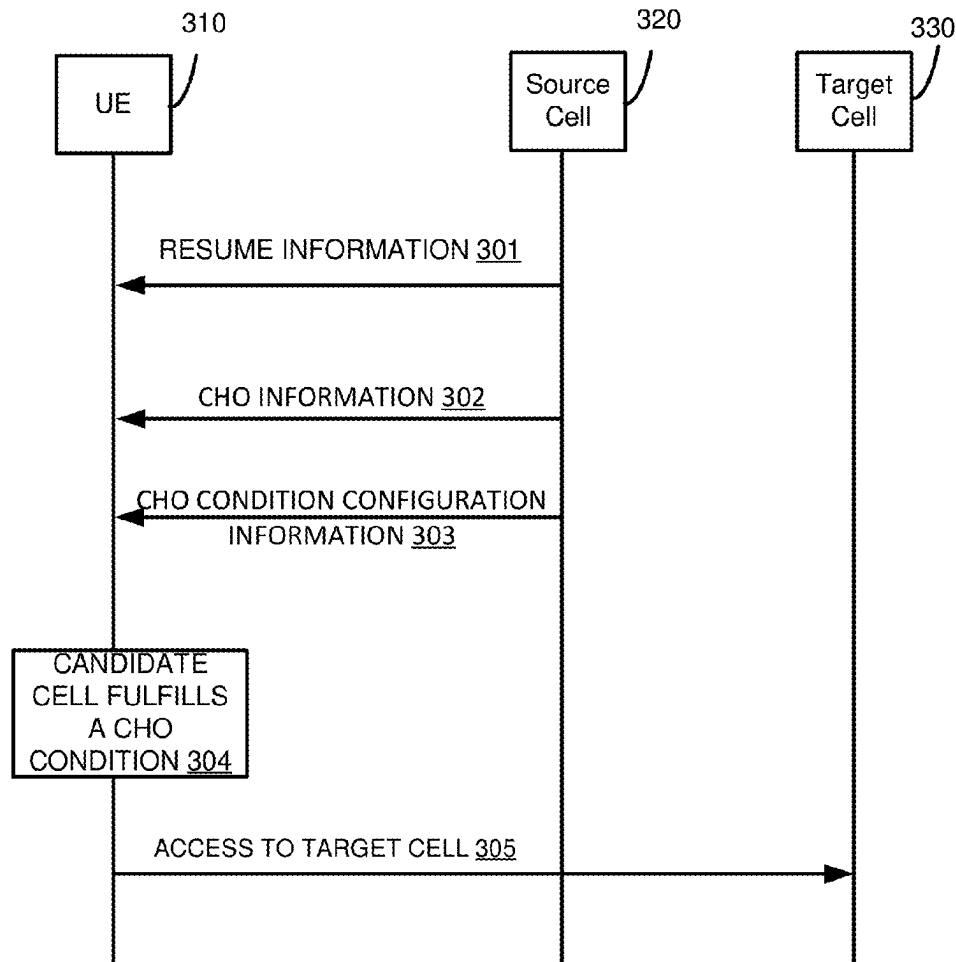 310
320
330
UE
Source
Cell
Target
Cell
RESUME INFORMATION 301
CHO INFORMATION 302
CHO CONDITION CONFIGURATION
INFORMATION 303
CANDIDATE
CELL FULFILLS
A CHO
CONDITION 304
ACCESS TO TARGET CELL 305